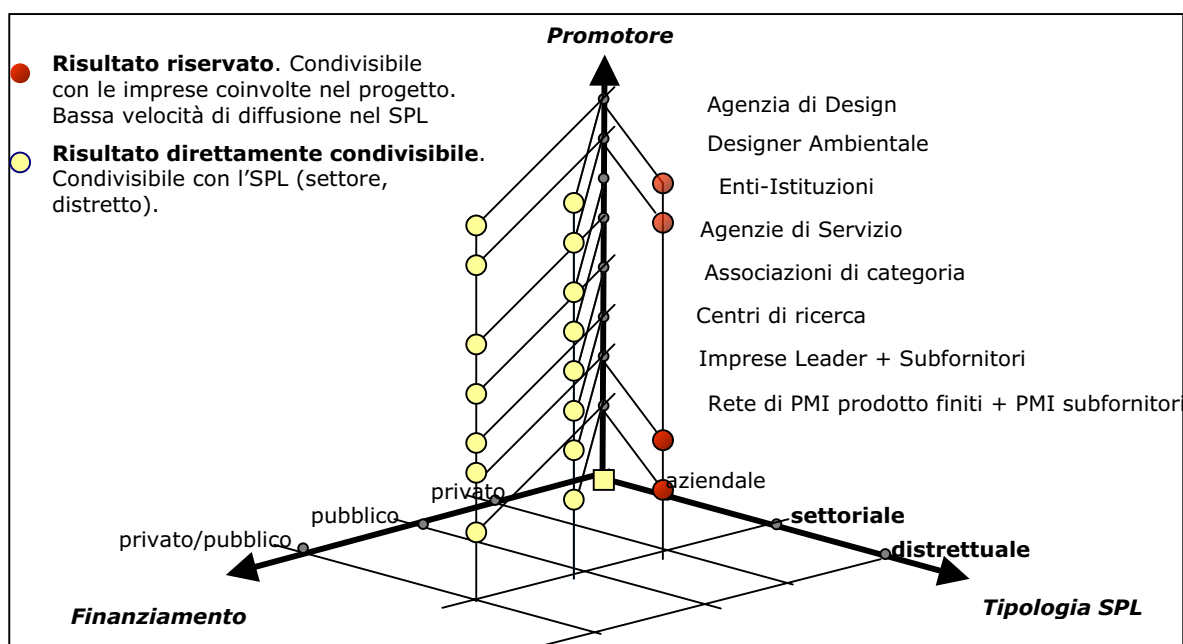 Promotore
Risultato riservato. Condivisibile
con le imprese coinvolte nel progetto.
Bassa velocità di diffusione nel SPL
Risultato direttamente condivisibile.
Condivisibile con l’SPL (settore,
distretto).
Agenzia di Design
Designer Ambientale
Enti-Istituzioni
Agenzie di Servizio
Associazioni di categoria
Centri di ricerca
Imprese Leader + Subfornitori
Rete di PMI prodotto finiti + PMI subfornitori
privato
pubblico
privato/pubblico
aziendale
settoriale
distrettuale
Finanziamento
Tipologia SPL